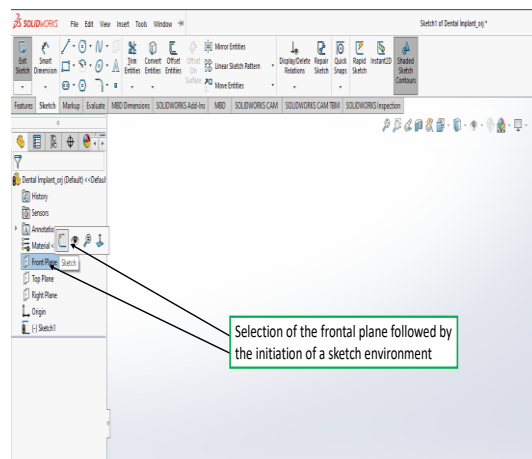 SOLIDWORKS File Edit View Insert Tools Window
Sketch1 of Dental Implant_orj *
Exit Sketch
Smart Dimension
Trim Entities
Convert Entities
Offset Entities
Offset On Surface
Mirror Entities
Linear Sketch Pattern
Move Entities
Display/Delete Relations
Repair Sketch
Quick Snaps
Rapid Sketch
Instant2D
Shaded Sketch Contours
Features Sketch Markup Evaluate MBD Dimensions SOLIDWORKS Add-Ins MBD SOLIDWORKS CAM SOLIDWORKS CAM TBM SOLIDWORKS Inspection
Dental Implant_orj (Default) <<Defaul
History
Sensors
Annotatio
Material <
Front Plane Sketch
Top Plane
Right Plane
Origin
(-) Sketch1
Selection of the frontal plane followed by
the initiation of a sketch environment